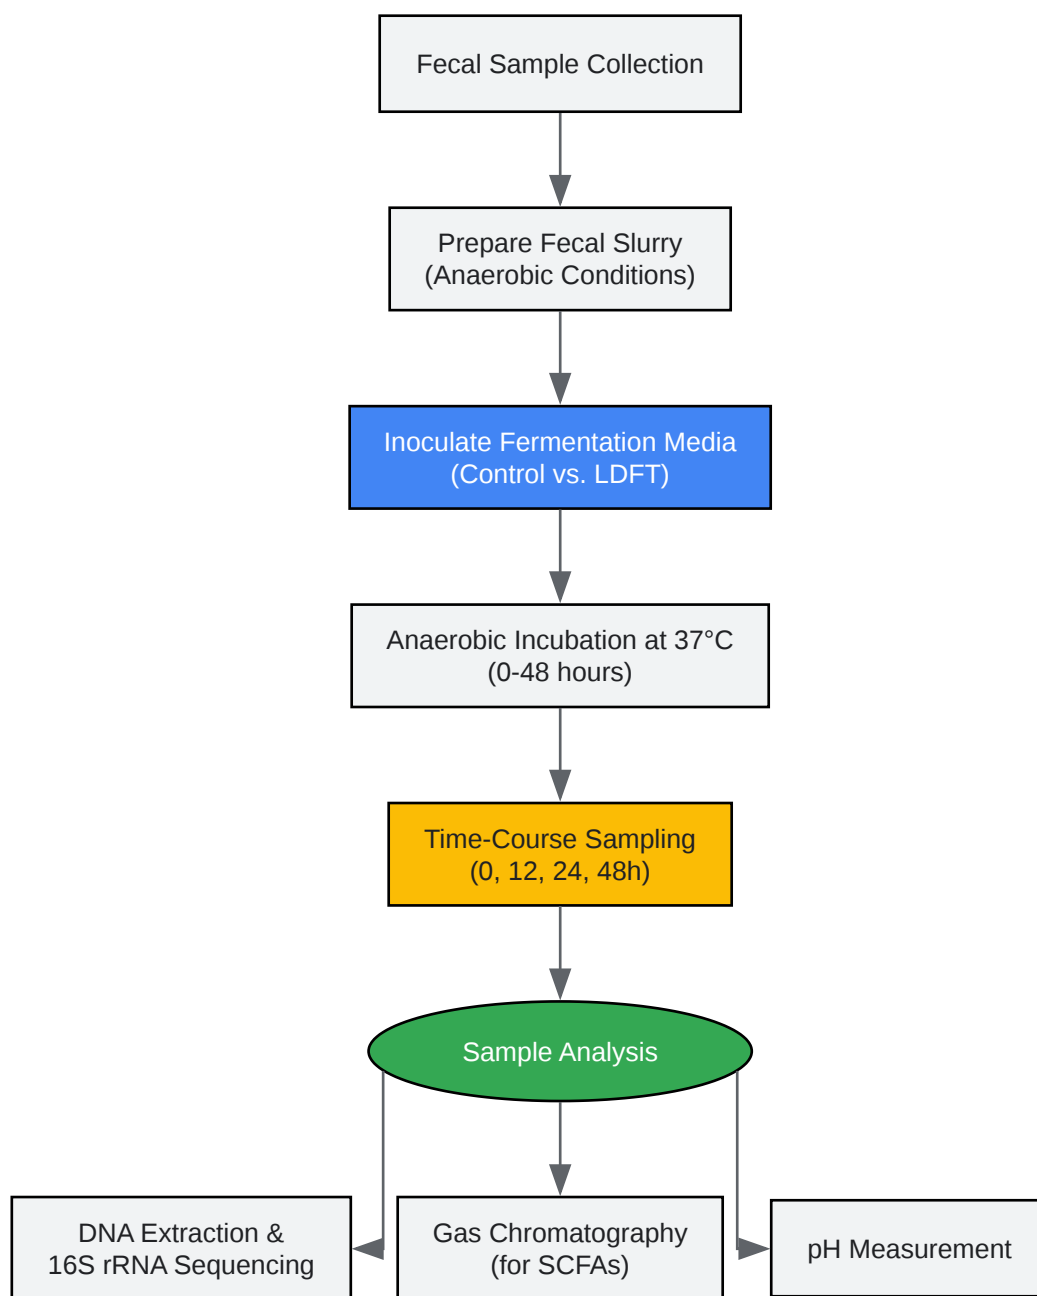 Fecal Sample Collection
Prepare Fecal Slurry
(Anaerobic Conditions)
Inoculate Fermentation Media
(Control vs. LDFT)
Anaerobic Incubation at 37°C
(0-48 hours)
Time-Course Sampling
(0, 12, 24, 48h)
Sample Analysis
DNA Extraction &
16S rRNA Sequencing
Gas Chromatography
(for SCFAs)
pH Measurement